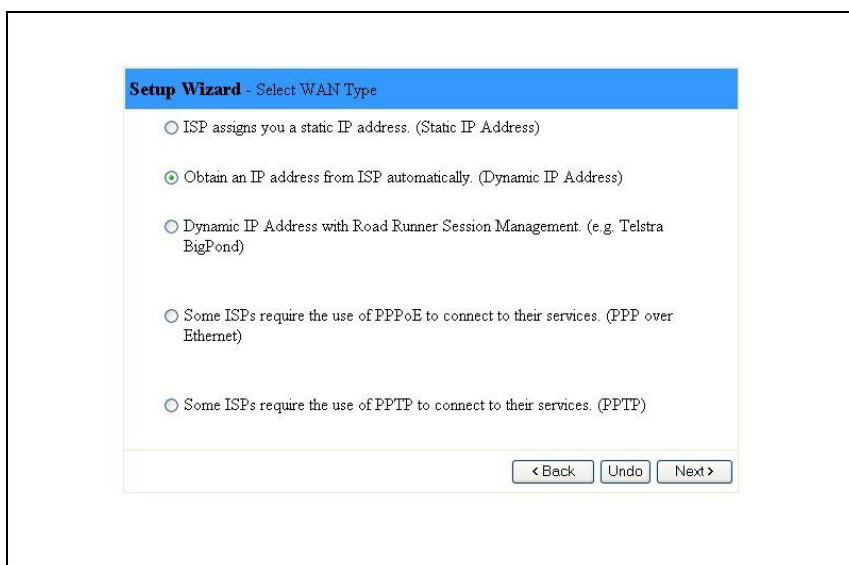 Setup Wizard - Select WAN Type
ISP assigns you a static IP address. (Static IP Address)
Obtain an IP address from ISP automatically. (Dynamic IP Address)
Dynamic IP Address with Road Runner Session Management. (e.g. Telstra
BigPond)
Some ISPs require the use of PPPoE to connect to their services. (PPP over
Ethernet)
Some ISPs require the use of PPTP to connect to their services. (PPTP)
< Back Undo Next >